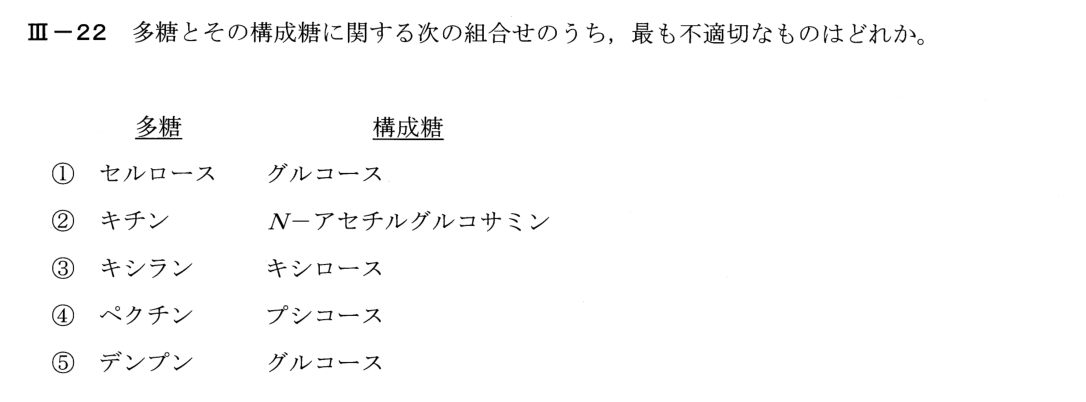 Ⅲ－22　多糖とその構成糖に関する次の組合せのうち，最も不適切なものはどれか。
多糖　構成糖
① セルロース　グルコース
② キチン　N－アセチルグルコサミン
③ キシラン　キシロース
④ ペクチン　プシコース
⑤ デンプン　グルコース